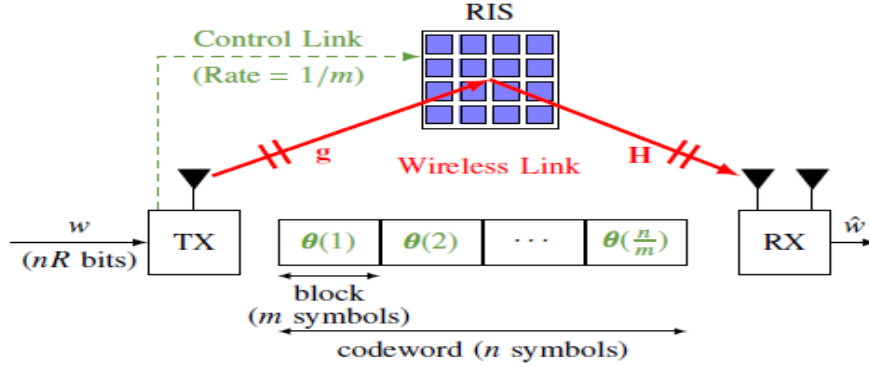 RIS
Control Link
(Rate = 1/m)
g
Wireless Link
H
w
(nR bits)
TX
θ(1)
θ(2)
···
θ(n/m)
RX
ŵ
block
(m symbols)
codeword (n symbols)